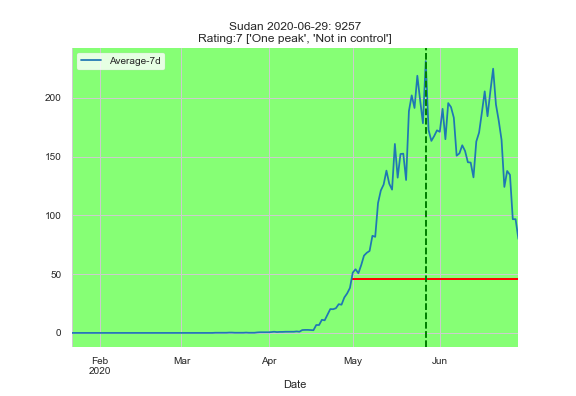 Sudan 2020-06-29: 9257
Rating:7 ['One peak', 'Not in control']
Average-7d
200
150
100
50
0
Feb
2020
Mar
Apr
May
Jun
Date